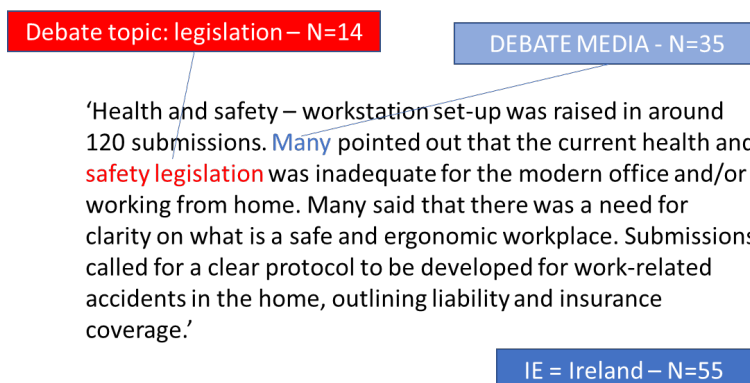 Debate topic: legislation – N=14
DEBATE MEDIA - N=35
‘Health and safety – workstation set-up was raised in around
120 submissions. Many pointed out that the current health and
safety legislation was inadequate for the modern office and/or
working from home. Many said that there was a need for
clarity on what is a safe and ergonomic workplace. Submissions
called for a clear protocol to be developed for work-related
accidents in the home, outlining liability and insurance
coverage.’
IE = Ireland – N=55